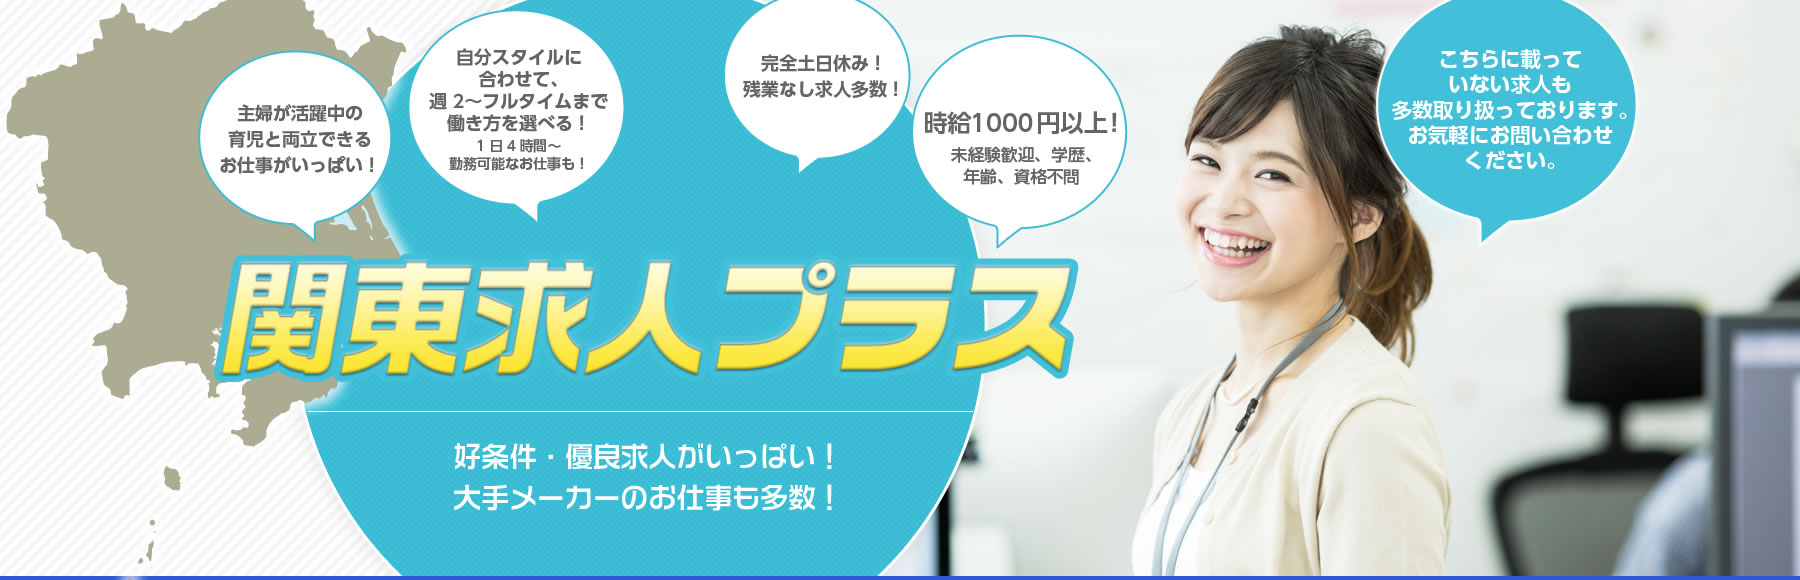 主婦が活躍中の
育児と両立できる
お仕事がいっぱい！
自分スタイルに
合わせて、
週 2～フルタイムまで
働き方を選べる！
1 日 4 時間～
勤務可能なお仕事も！
完全土日休み！
残業なし求人多数！
時給1000 円以上！
未経験歓迎、学歴、
年齢、資格不問
こちらに載って
いない求人も
多数取り扱っております。
お気軽にお問い合わせ
ください。
関東求人プラス
好条件・優良求人がいっぱい！
大手メーカーのお仕事も多数！